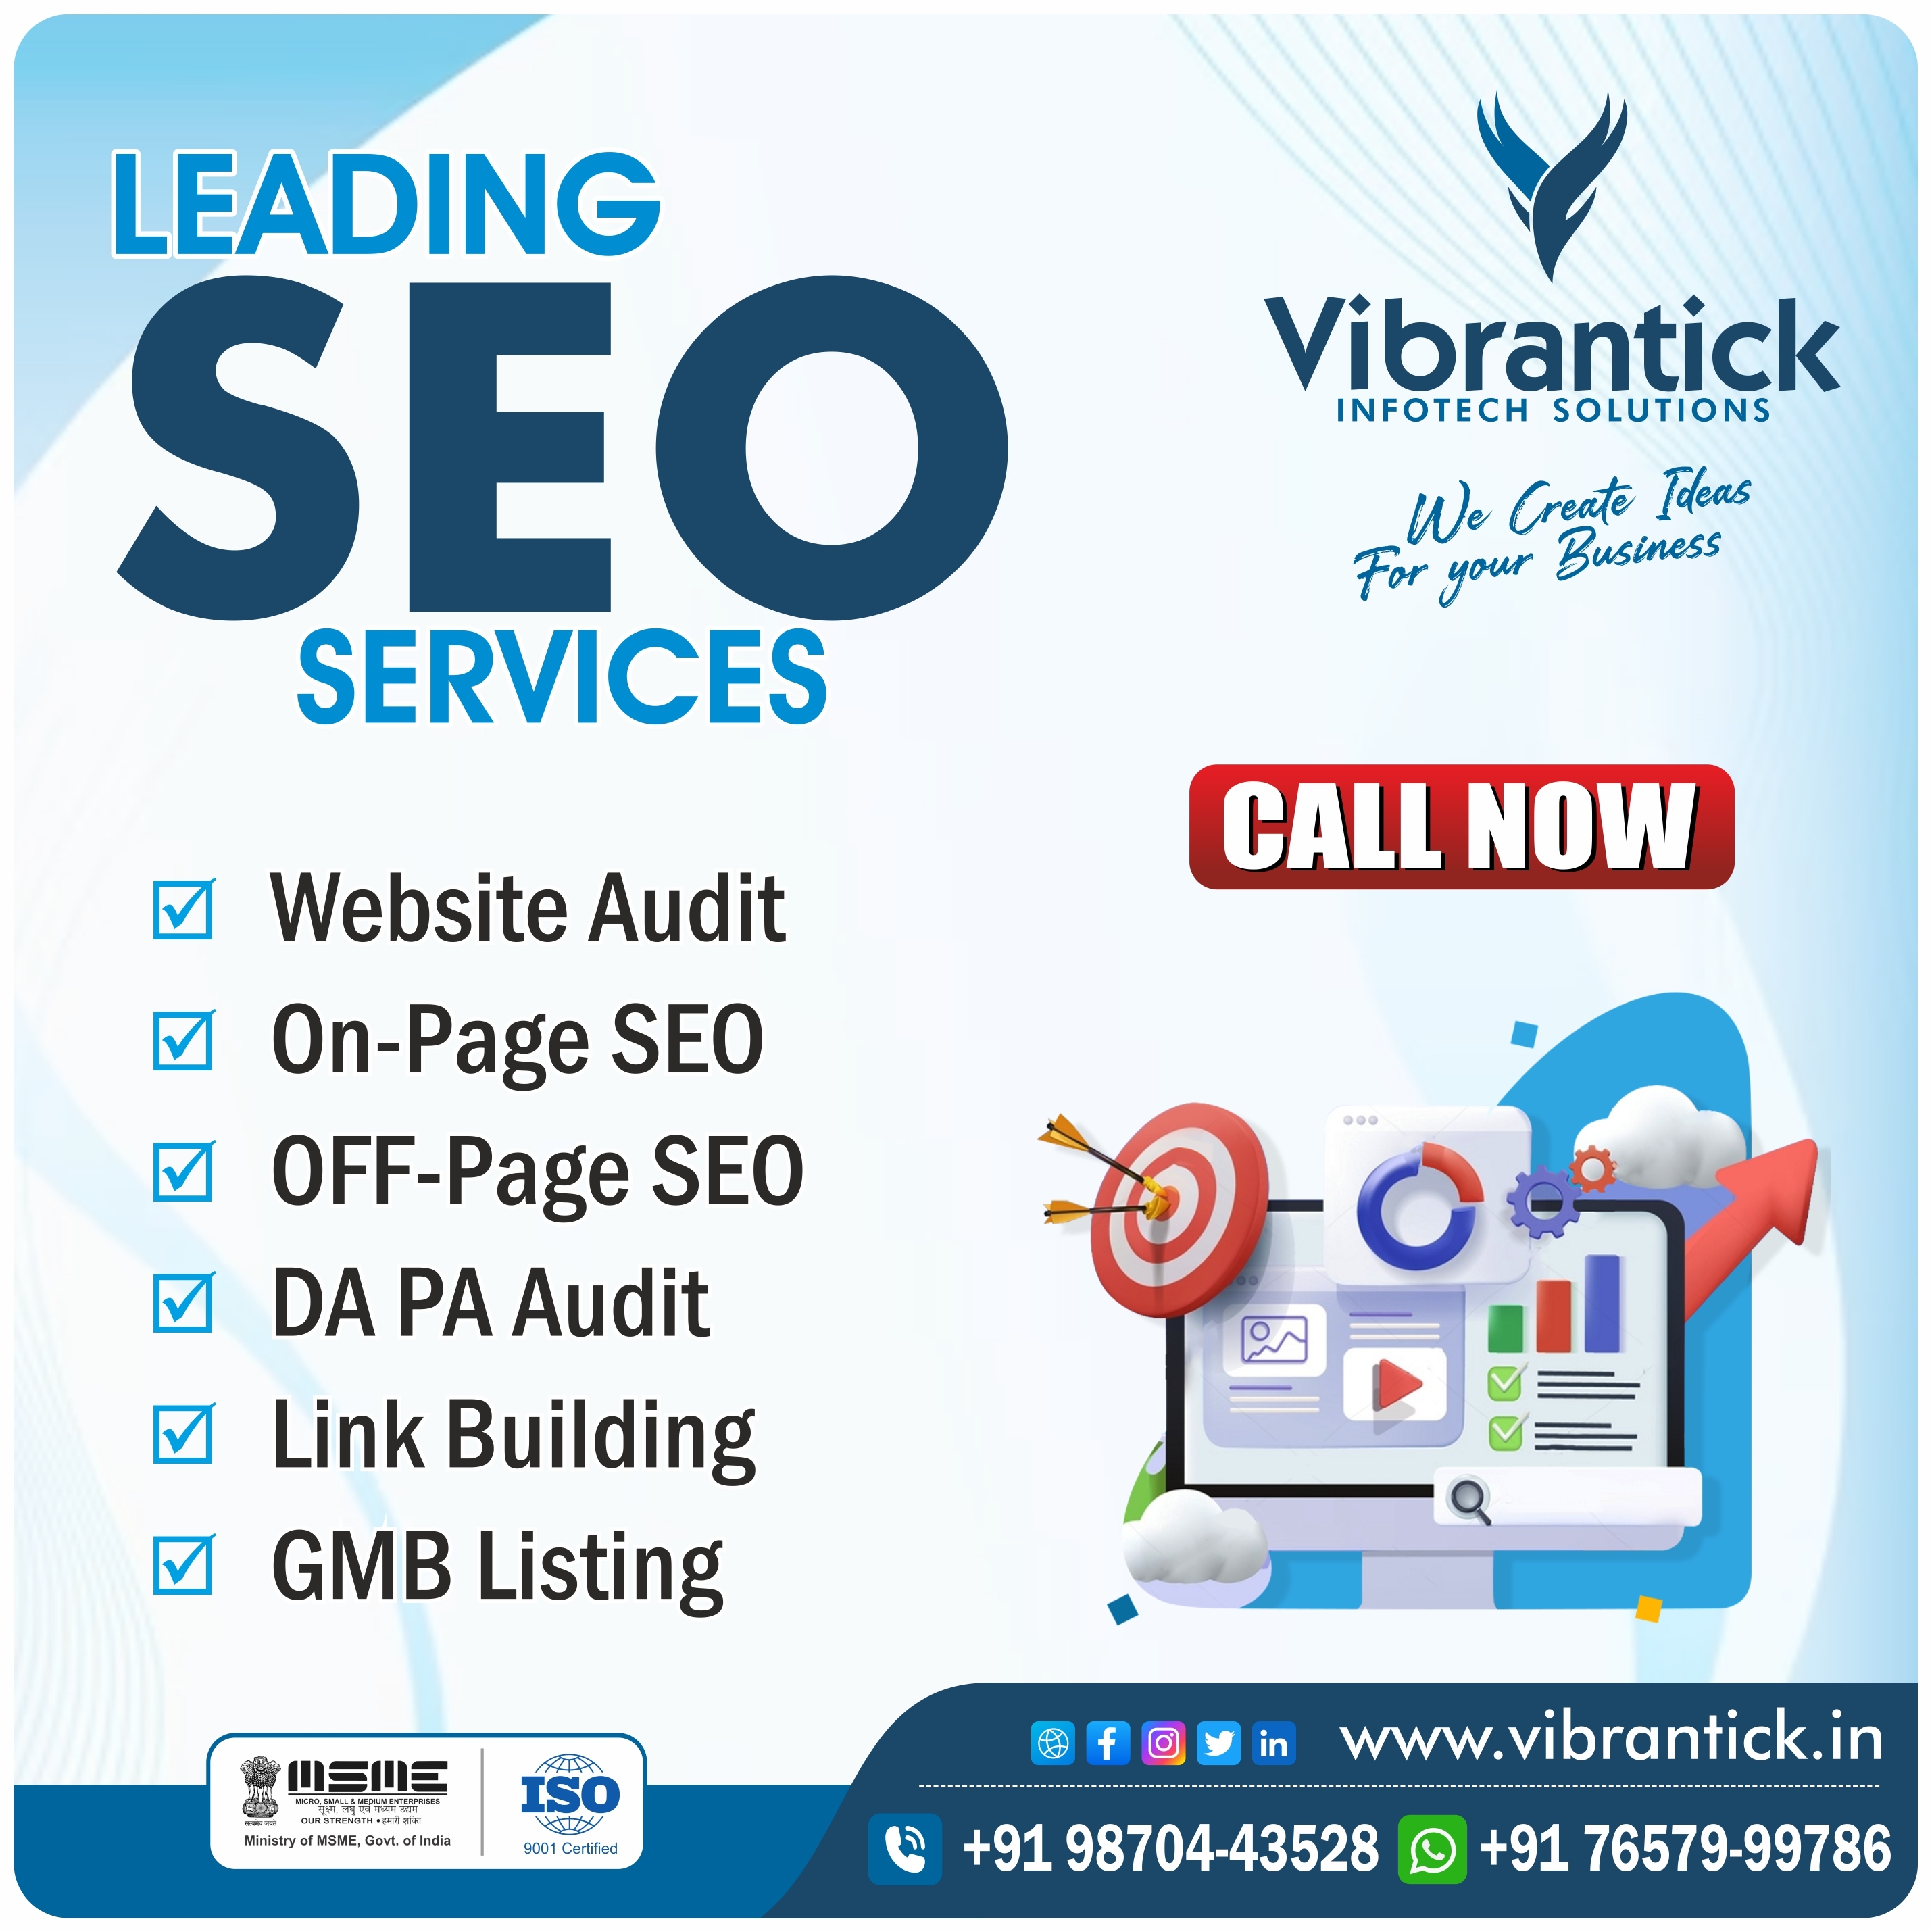 LEADING
SEO
SERVICES
Vibrantick
INFOTECH SOLUTIONS
We Create Ideas
For your Business
CALL NOW
Website Audit
On-Page SEO
OFF-Page SEO
DA PA Audit
Link Building
GMB Listing
सत्यमेव जयते
MSME
MICRO, SMALL & MEDIUM ENTERPRISES
सूक्ष्म, लघु एवं मध्यम उद्यम
OUR STRENGTH • हमारी शक्ति
Ministry of MSME, Govt. of India
ISO
9001 Certified
www.vibrantick.in
+91 98704-43528
+91 76579-99786